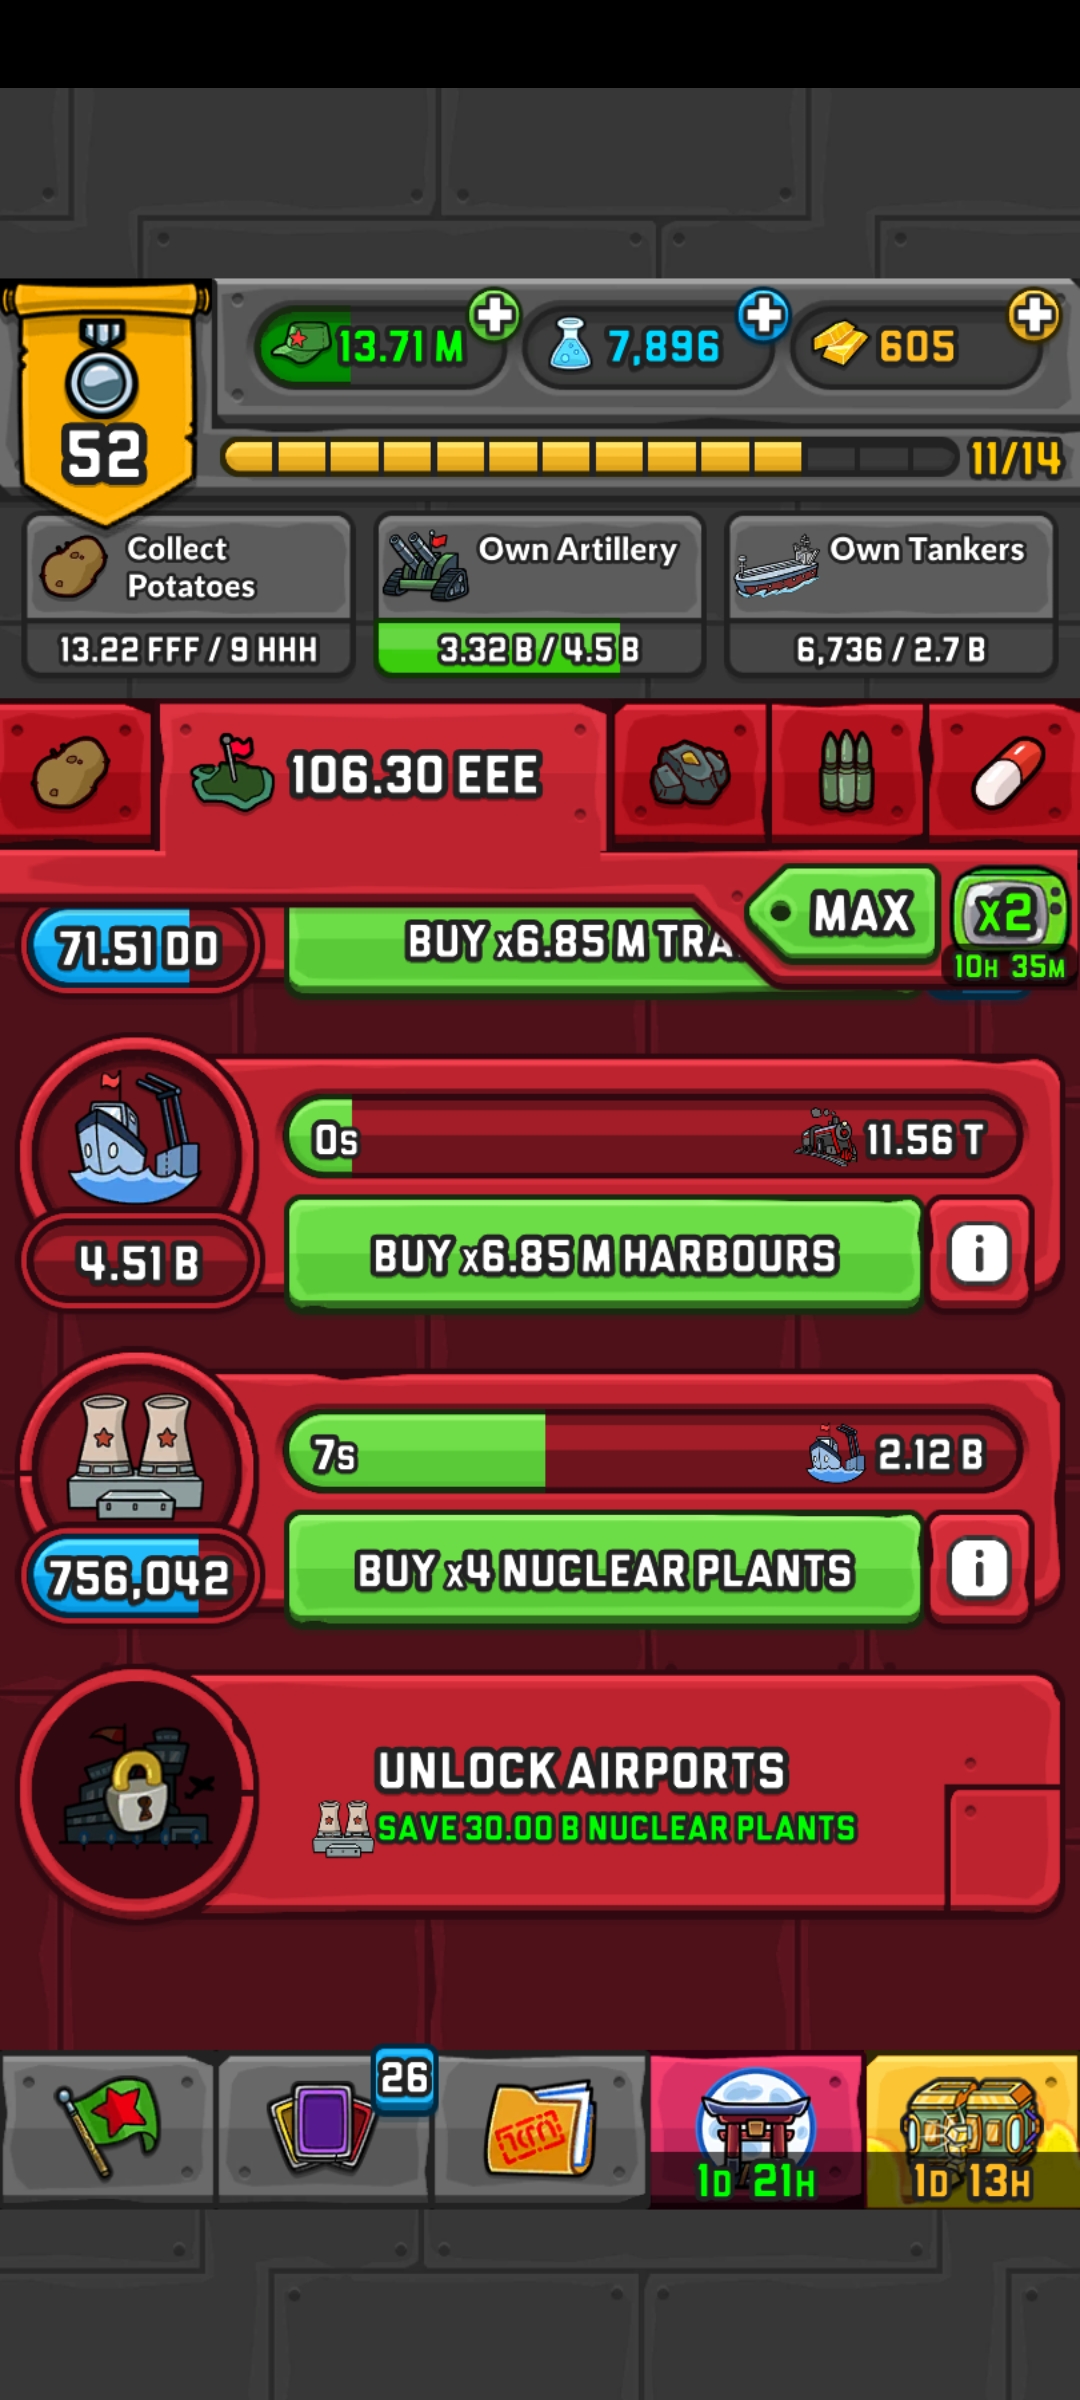 13.71 M
7,896
605
52
11/14
Collect
Potatoes
Own Artillery
Own Tankers
13.22 FFF / 9 HHH
3.32 B / 4.5 B
6,736 / 2.7 B
106.30 EEE
MAX
x2
10H 35M
71.51 DD
BUY x6.85 M TRA
0s
11.56 T
4.51 B
BUY x6.85 M HARBOURS
i
7s
2.12 B
756,042
BUY x4 NUCLEAR PLANTS
i
UNLOCK AIRPORTS
SAVE 30.00 B NUCLEAR PLANTS
26
1D 21H
1D 13H